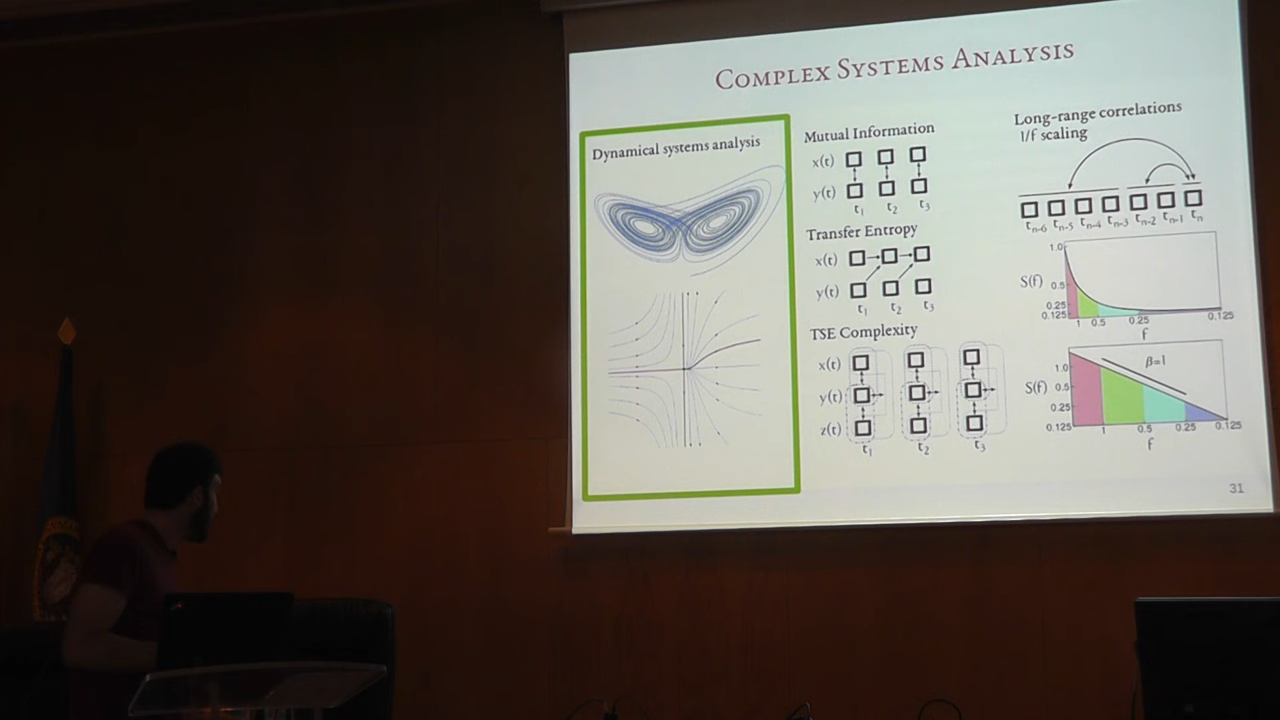 COMPLEX SYSTEMS ANALYSIS
Dynamical systems analysis
Mutual Information
x(t)
y(t)
t₁ t₂ t₃
Transfer Entropy
x(t)
y(t)
t₁ t₂ t₃
TSE Complexity
x(t)
y(t)
z(t)
t₁ t₂ t₃
Long-range correlations
1/f scaling
tₙ₋₆ tₙ₋₅ tₙ₋₄ tₙ₋₃ tₙ₋₂ tₙ₋₁ tₙ
1.0
S(f) 0.5
0.25
0.125
1 0.5 0.25 0.125
f
β=1
1.0
S(f) 0.5
0.25
0.125
1 0.5 0.25 0.125
f
31